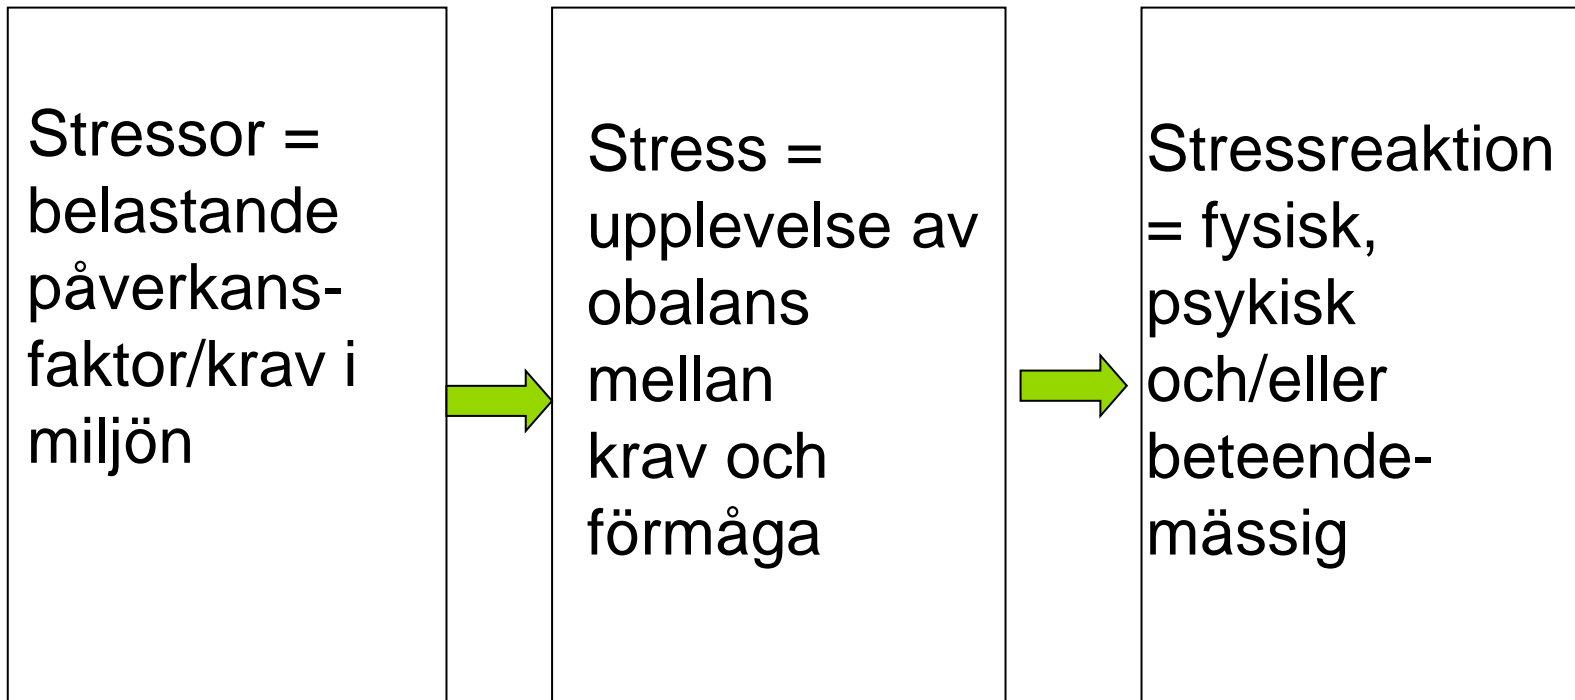 Stressor =
belastande
påverkans-
faktor/krav i
miljön
Stress =
upplevelse av
obalans
mellan
krav och
förmåga
Stressreaktion
= fysisk,
psykisk
och/eller
beteende-
mässig